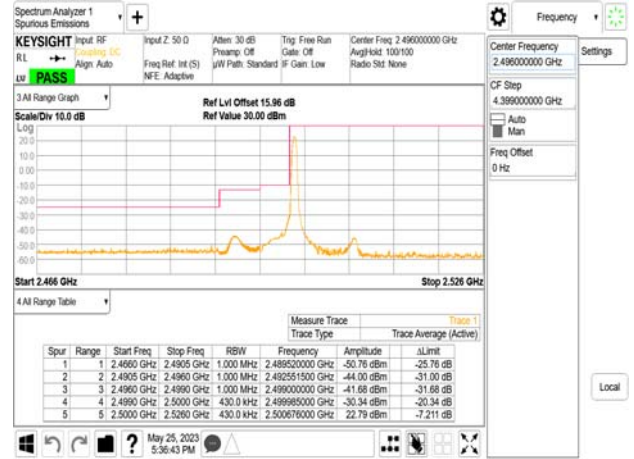 Spectrum Analyzer 1
Spurious Emissions
Frequency
KEYSIGHT
Input: RF
Coupling: DC
Align: Auto
RL
LV
PASS
Input Z: 50 Ω
Freq Ref: Int (S)
NFE: Adaptive
Atten: 30 dB
Preamp: Off
µW Path: Standard
Trig: Free Run
Gate: Off
IF Gain: Low
Center Freq: 2.496000000 GHz
Avg|Hold: 100/100
Radio Std: None
Center Frequency
2.496000000 GHz
Settings
CF Step
4.399000000 GHz
Auto
Man
Freq Offset
0 Hz
Local
3 All Range Graph
Scale/Div 10.0 dB
Ref Lvl Offset 15.96 dB
Ref Value 30.00 dBm
Log
20.0
10.0
0.00
-10.0
-20.0
-30.0
-40.0
-50.0
-60.0
Start 2.466 GHz
Stop 2.526 GHz
4 All Range Table
Measure Trace Trace 1
Trace Type Trace Average (Active)
Spur Range Start Freq Stop Freq RBW Frequency Amplitude ΔLimit
1 1 2.4660 GHz 2.4905 GHz 1.000 MHz 2.489520000 GHz -50.76 dBm -25.76 dB
2 2 2.4905 GHz 2.4960 GHz 1.000 MHz 2.492551500 GHz -44.00 dBm -31.00 dB
3 3 2.4960 GHz 2.4990 GHz 1.000 MHz 2.499000000 GHz -41.68 dBm -31.68 dB
4 4 2.4990 GHz 2.5000 GHz 430.0 kHz 2.499985000 GHz -30.34 dBm -20.34 dB
5 5 2.5000 GHz 2.5260 GHz 430.0 kHz 2.500676000 GHz 22.79 dBm -7.211 dB
?
May 25, 2023
5:36:43 PM